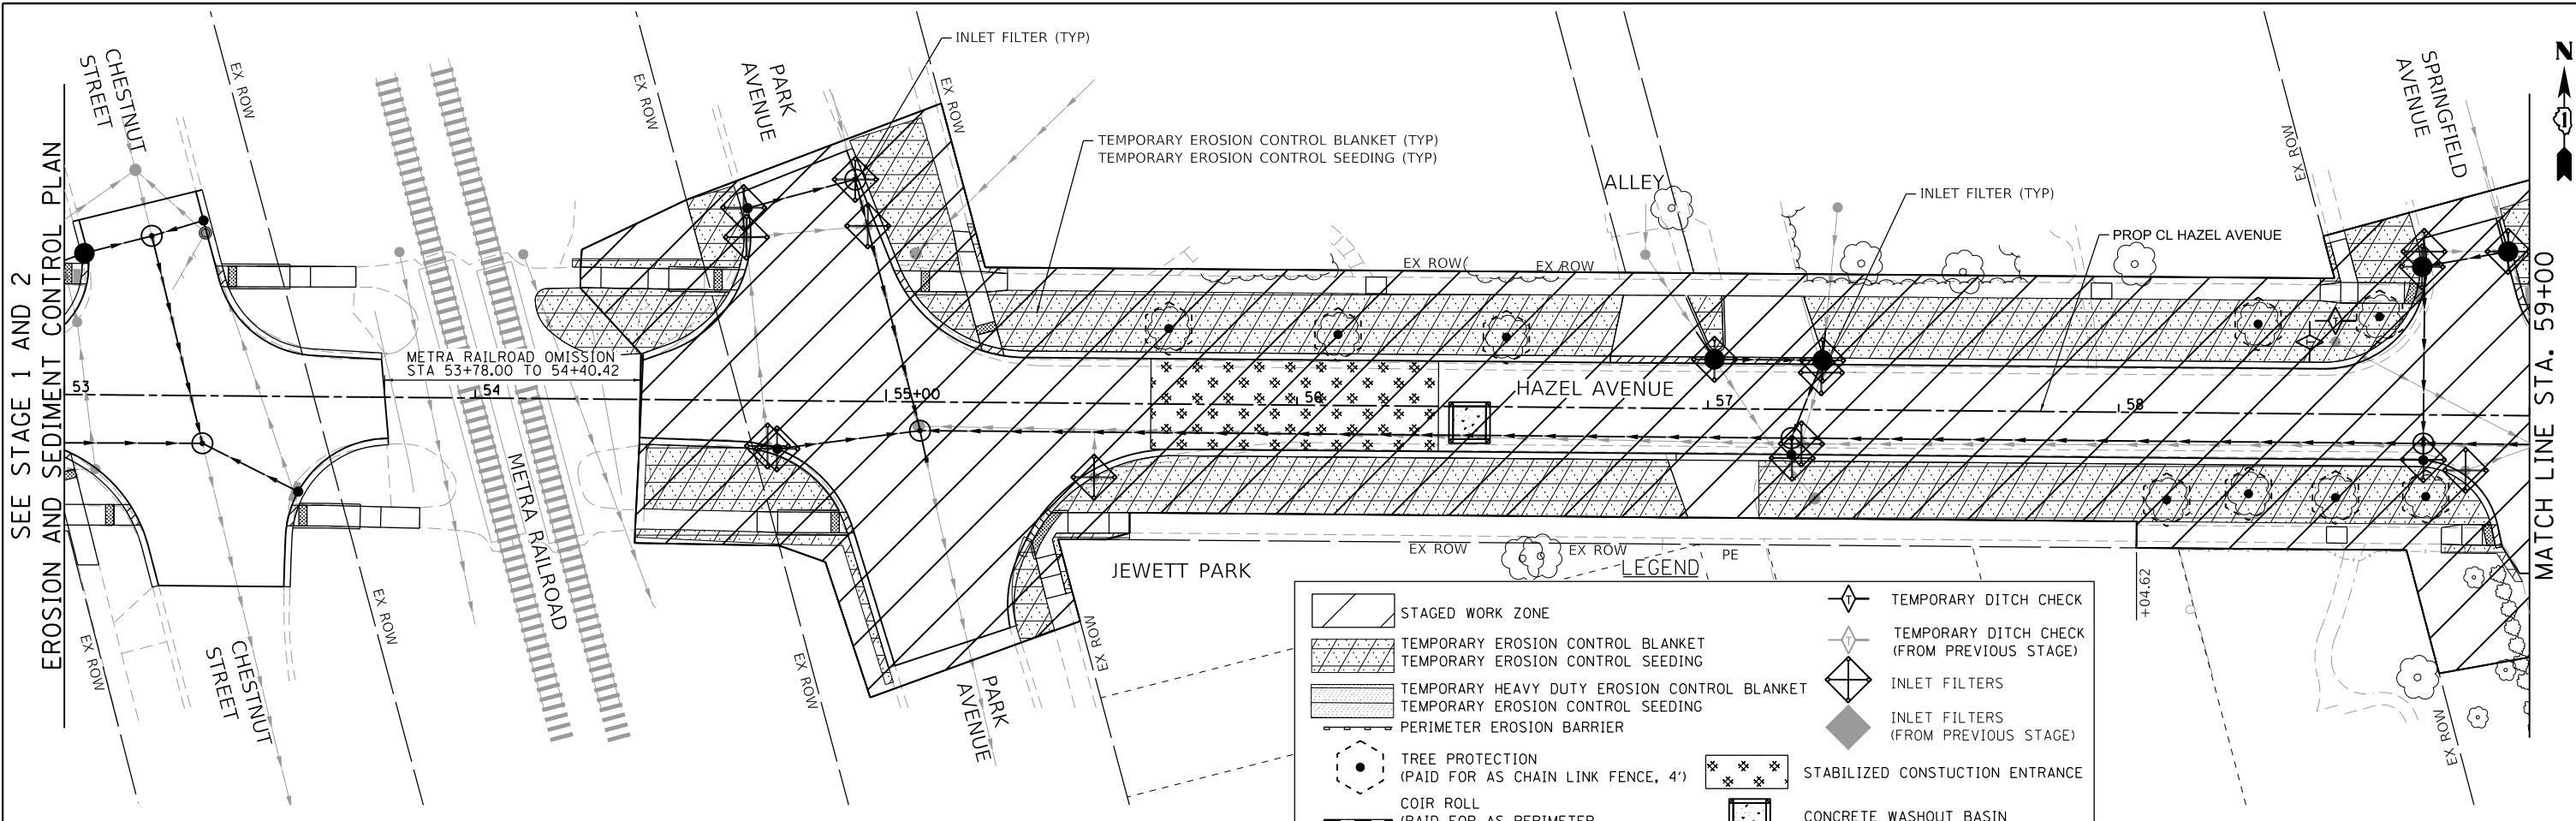 SEE STAGE 1 AND 2
EROSION AND SEDIMENT CONTROL PLAN
CHESTNUT
STREET
EX ROW
EX ROW
PARK
AVENUE
INLET FILTER (TYP)
EX ROW
TEMPORARY EROSION CONTROL BLANKET (TYP)
TEMPORARY EROSION CONTROL SEEDING (TYP)
ALLEY
INLET FILTER (TYP)
PROP CL HAZEL AVENUE
EX ROW
SPRINGFIELD
AVENUE
N
1
EX ROW
EX ROW
METRA RAILROAD OMISSION
STA 53+78.00 TO 54+40.42
53
54
55+00
56
HAZEL AVENUE
57
58
T
T
MATCH LINE STA. 59+00
METRA RAILROAD
EX ROW
EX ROW
PE
JEWETT PARK
+04.62
EX ROW
EX ROW
CHESTNUT
STREET
EX ROW
PARK
AVENUE
EX ROW
EX ROW
LEGEND
STAGED WORK ZONE
TEMPORARY EROSION CONTROL BLANKET
TEMPORARY EROSION CONTROL SEEDING
TEMPORARY HEAVY DUTY EROSION CONTROL BLANKET
TEMPORARY EROSION CONTROL SEEDING
PERIMETER EROSION BARRIER
TREE PROTECTION
(PAID FOR AS CHAIN LINK FENCE, 4')
COIR ROLL
(PAID FOR AS PERIMETER
T
TEMPORARY DITCH CHECK
T
TEMPORARY DITCH CHECK
(FROM PREVIOUS STAGE)
INLET FILTERS
INLET FILTERS
(FROM PREVIOUS STAGE)
STABILIZED CONSTUCTION ENTRANCE
CONCRETE WASHOUT BASIN